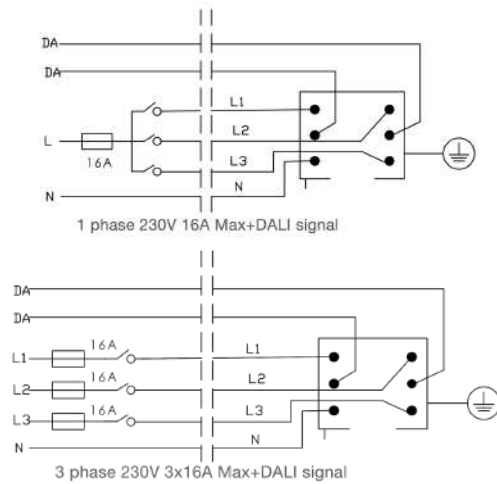 DA
DA
L1
L2
L
16A
L3
N
N
1 phase 230V 16A Max+DALI signal
DA
DA
16A
L1
L1
16A
L2
L2
16A
L3
L3
N
N
3 phase 230V 3x16A Max+DALI signal